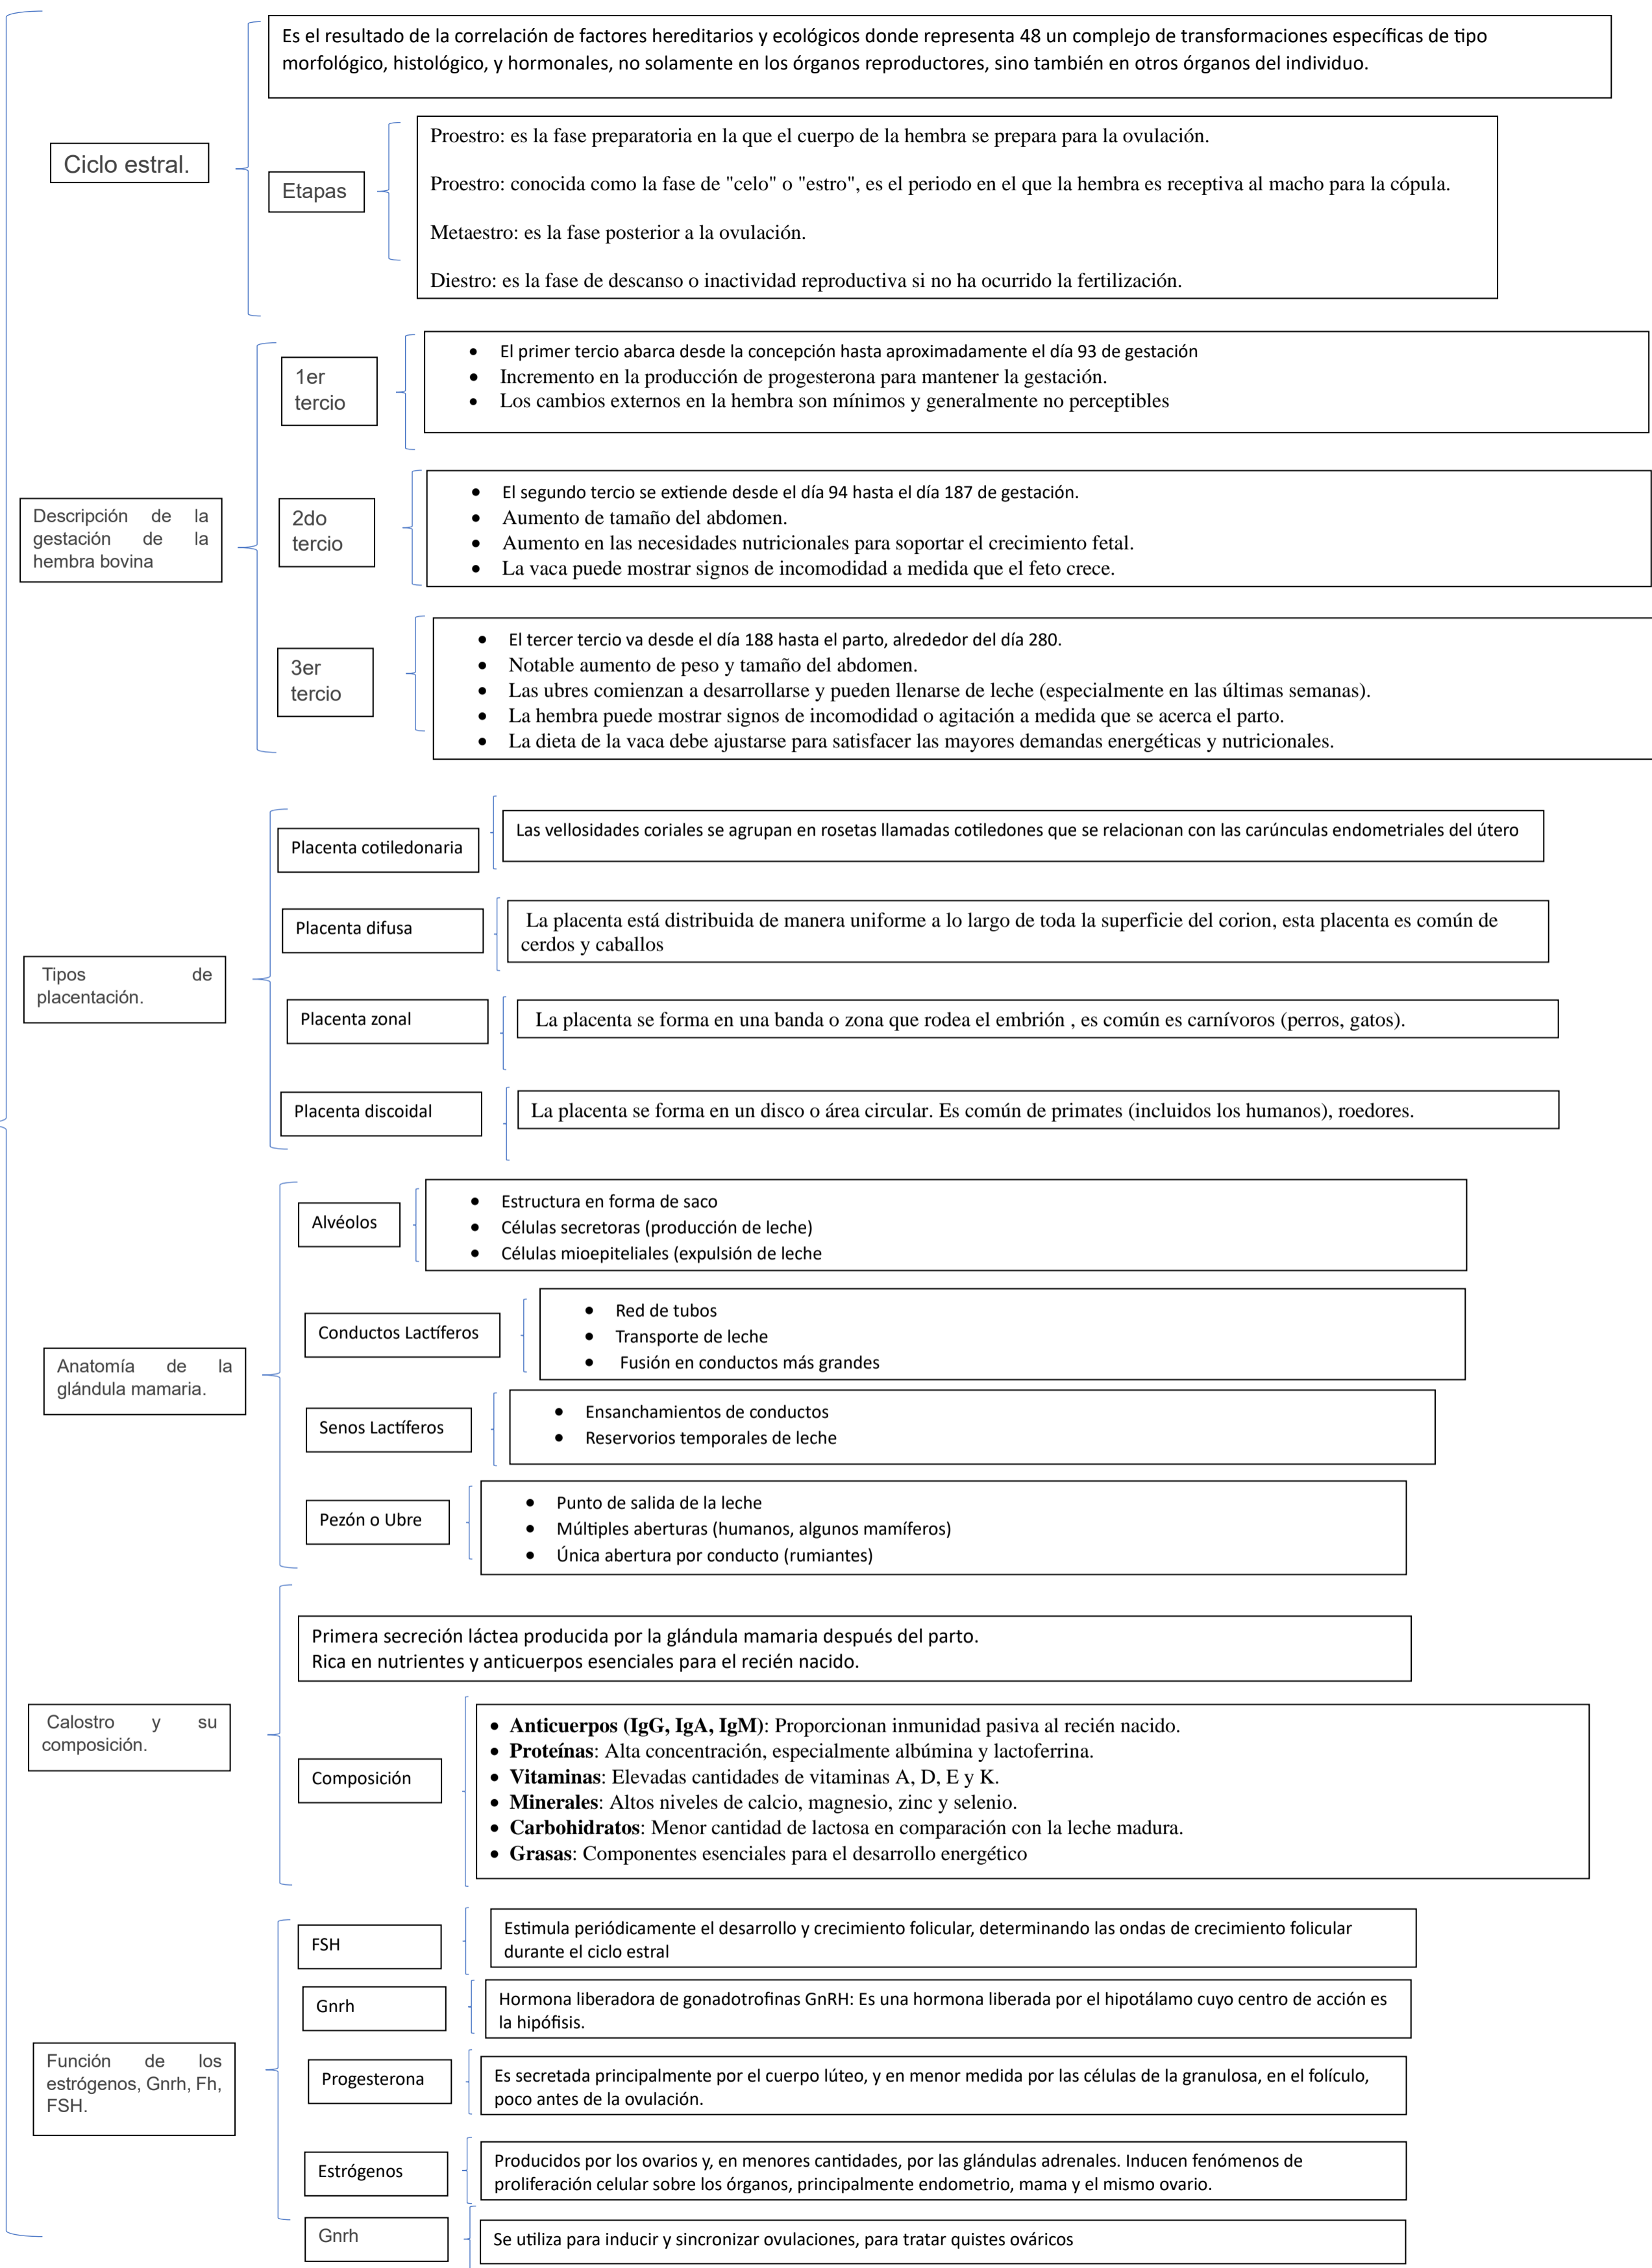 Es el resultado de la correlación de factores hereditarios y ecológicos donde representa 48 un complejo de transformaciones específicas de tipo
morfológico, histológico, y hormonales, no solamente en los órganos reproductores, sino también en otros órganos del individuo.
Ciclo estral.
Etapas
Proestro: es la fase preparatoria en la que el cuerpo de la hembra se prepara para la ovulación.
Proestro: conocida como la fase de "celo" o "estro", es el periodo en el que la hembra es receptiva al macho para la cópula.
Metaestro: es la fase posterior a la ovulación.
Diestro: es la fase de descanso o inactividad reproductiva si no ha ocurrido la fertilización.
Descripción de la
gestación de la
hembra bovina
1er
tercio
• El primer tercio abarca desde la concepción hasta aproximadamente el día 93 de gestación
• Incremento en la producción de progesterona para mantener la gestación.
• Los cambios externos en la hembra son mínimos y generalmente no perceptibles
2do
tercio
• El segundo tercio se extiende desde el día 94 hasta el día 187 de gestación.
• Aumento de tamaño del abdomen.
• Aumento en las necesidades nutricionales para soportar el crecimiento fetal.
• La vaca puede mostrar signos de incomodidad a medida que el feto crece.
3er
tercio
• El tercer tercio va desde el día 188 hasta el parto, alrededor del día 280.
• Notable aumento de peso y tamaño del abdomen.
• Las ubres comienzan a desarrollarse y pueden llenarse de leche (especialmente en las últimas semanas).
• La hembra puede mostrar signos de incomodidad o agitación a medida que se acerca el parto.
• La dieta de la vaca debe ajustarse para satisfacer las mayores demandas energéticas y nutricionales.
Tipos de
placentación.
Placenta cotiledonaria
Las vellosidades coriales se agrupan en rosetas llamadas cotiledones que se relacionan con las carúnculas endometriales del útero
Placenta difusa
La placenta está distribuida de manera uniforme a lo largo de toda la superficie del corion, esta placenta es común de
cerdos y caballos
Placenta zonal
La placenta se forma en una banda o zona que rodea el embrión , es común es carnívoros (perros, gatos).
Placenta discoidal
La placenta se forma en un disco o área circular. Es común de primates (incluidos los humanos), roedores.
Anatomía de la
glándula mamaria.
Alvéolos
• Estructura en forma de saco
• Células secretoras (producción de leche)
• Células mioepiteliales (expulsión de leche
Conductos Lactíferos
• Red de tubos
• Transporte de leche
• Fusión en conductos más grandes
Senos Lactíferos
• Ensanchamientos de conductos
• Reservorios temporales de leche
Pezón o Ubre
• Punto de salida de la leche
• Múltiples aberturas (humanos, algunos mamíferos)
• Única abertura por conducto (rumiantes)
Calostro y su
composición.
Primera secreción láctea producida por la glándula mamaria después del parto.
Rica en nutrientes y anticuerpos esenciales para el recién nacido.
Composición
• Anticuerpos (IgG, IgA, IgM): Proporcionan inmunidad pasiva al recién nacido.
• Proteínas: Alta concentración, especialmente albúmina y lactoferrina.
• Vitaminas: Elevadas cantidades de vitaminas A, D, E y K.
• Minerales: Altos niveles de calcio, magnesio, zinc y selenio.
• Carbohidratos: Menor cantidad de lactosa en comparación con la leche madura.
• Grasas: Componentes esenciales para el desarrollo energético
Función de los
estrógenos, Gnrh, Fh,
FSH.
FSH
Estimula periódicamente el desarrollo y crecimiento folicular, determinando las ondas de crecimiento folicular
durante el ciclo estral
Gnrh
Hormona liberadora de gonadotrofinas GnRH: Es una hormona liberada por el hipotálamo cuyo centro de acción es
la hipófisis.
Progesterona
Es secretada principalmente por el cuerpo lúteo, y en menor medida por las células de la granulosa, en el folículo,
poco antes de la ovulación.
Estrógenos
Producidos por los ovarios y, en menores cantidades, por las glándulas adrenales. Inducen fenómenos de
proliferación celular sobre los órganos, principalmente endometrio, mama y el mismo ovario.
Gnrh
Se utiliza para inducir y sincronizar ovulaciones, para tratar quistes ováricos